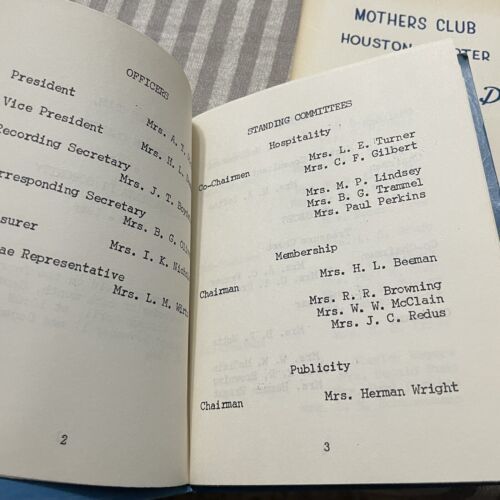 OFFICERS
President
Mrs. A. T.
Vice President
Mrs. H. L.
Recording Secretary
Mrs. J. T.
Corresponding Secretary
Mrs. B. G.
Mrs. I. K.
Representative
Mrs. L. M.
2
STANDING COMMITTEES
Hospitality
Mrs. L. E. Turner
Co-Chairmen Mrs. C. F. Gilbert
Mrs. M. P. Lindsey
Mrs. B. G. Trammel
Mrs. Paul Perkins
Membership
Chairman Mrs. H. L. Beeman
Mrs. R. R. Browning
Mrs. W. W. McClain
Mrs. J. C. Redus
Publicity
Chairman Mrs. Herman Wright
3
MOTHERS CLUB
HOUSTON